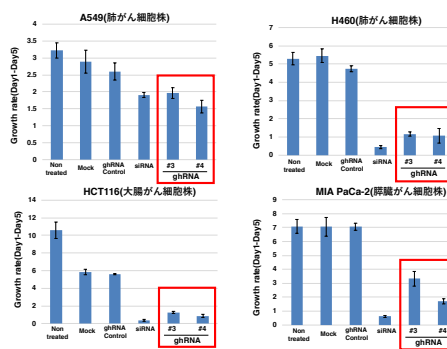 A549(肺がん細胞株)
Growth rate(Day1-Day5)
4
3.5
3
2.5
2
1.5
1
0.5
0
Non treated
Mock
ghRNA Control
siRNA
#3
#4
ghRNA
H460(肺がん細胞株)
Growth rate(Day1-Day5)
7
6
5
4
3
2
1
0
Non treated
Mock
ghRNA Control
siRNA
#3
#4
ghRNA
HCT116(大腸がん細胞株)
Growth rate(Day1-Day5)
14
12
10
8
6
4
2
0
Non treated
Mock
ghRNA Control
siRNA
#3
#4
ghRNA
MIA PaCa-2(膵臓がん細胞株)
Growth rate(Day1-Day5)
9
8
7
6
5
4
3
2
1
0
Non treated
Mock
ghRNA Control
siRNA
#3
#4
ghRNA